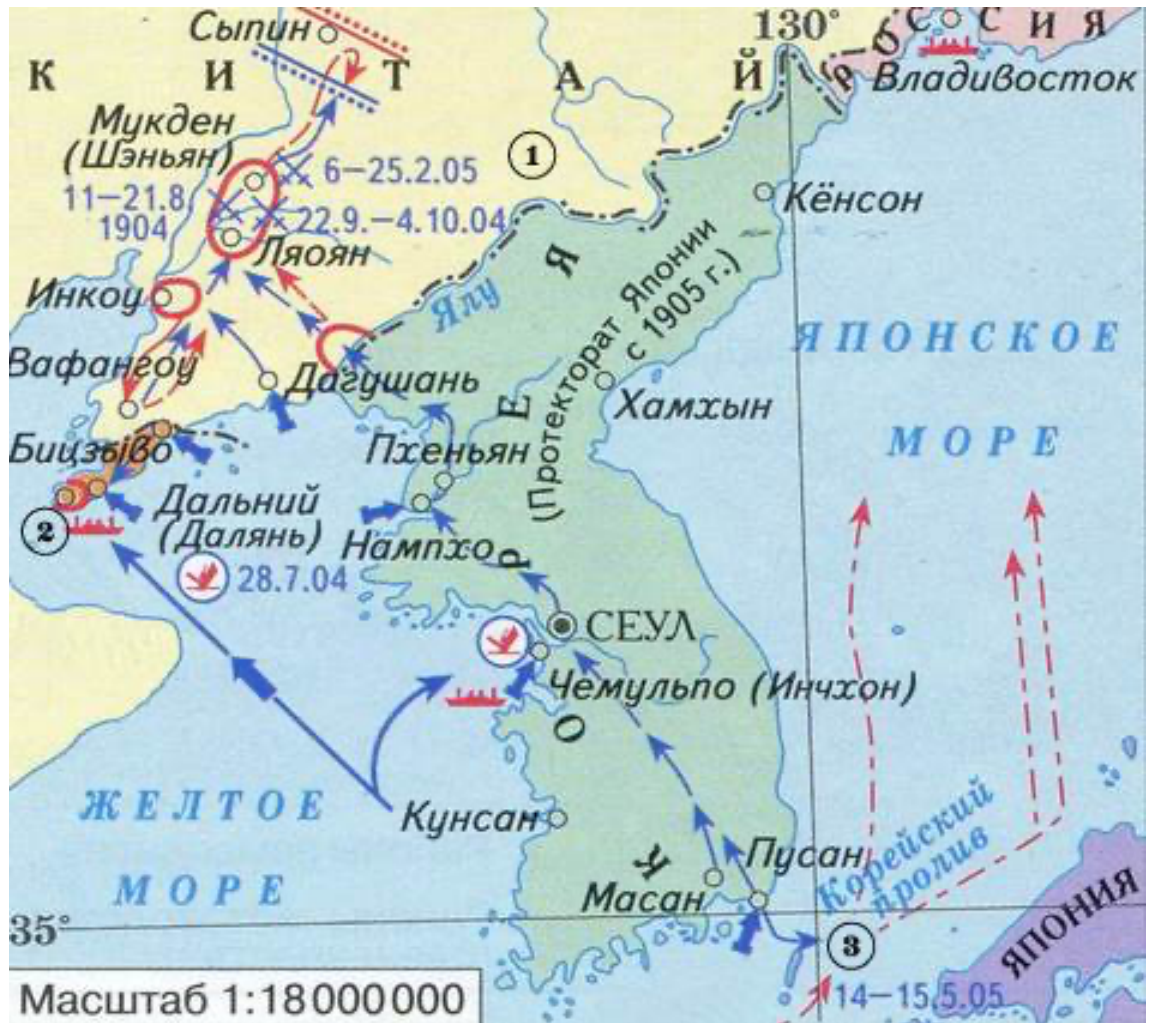 Сыпин
130°
РОССИЯ
КИТАЙ
Владивосток
Мукден
(Шэньян)
1
6–25.2.05
11–21.8.
1904
22.9.–4.10.04
Кёнсон
Ляоян
Инкоу
Ялу
КОРЕЯ
(Протекторат Японии
с 1905 г.)
ЯПОНСКОЕ
МОРЕ
Вафангоу
Дагушань
Хамхын
Бицзыво
Пхеньян
Дальний
(Далянь)
2
Нампхо
28.7.04
СЕУЛ
Чемульпо (Инчхон)
ЖЕЛТОЕ
МОРЕ
Кунсан
Корейский
пролив
Пусан
Масан
35°
3
ЯПОНИЯ
14–15.5.05
Масштаб 1:18 000 000